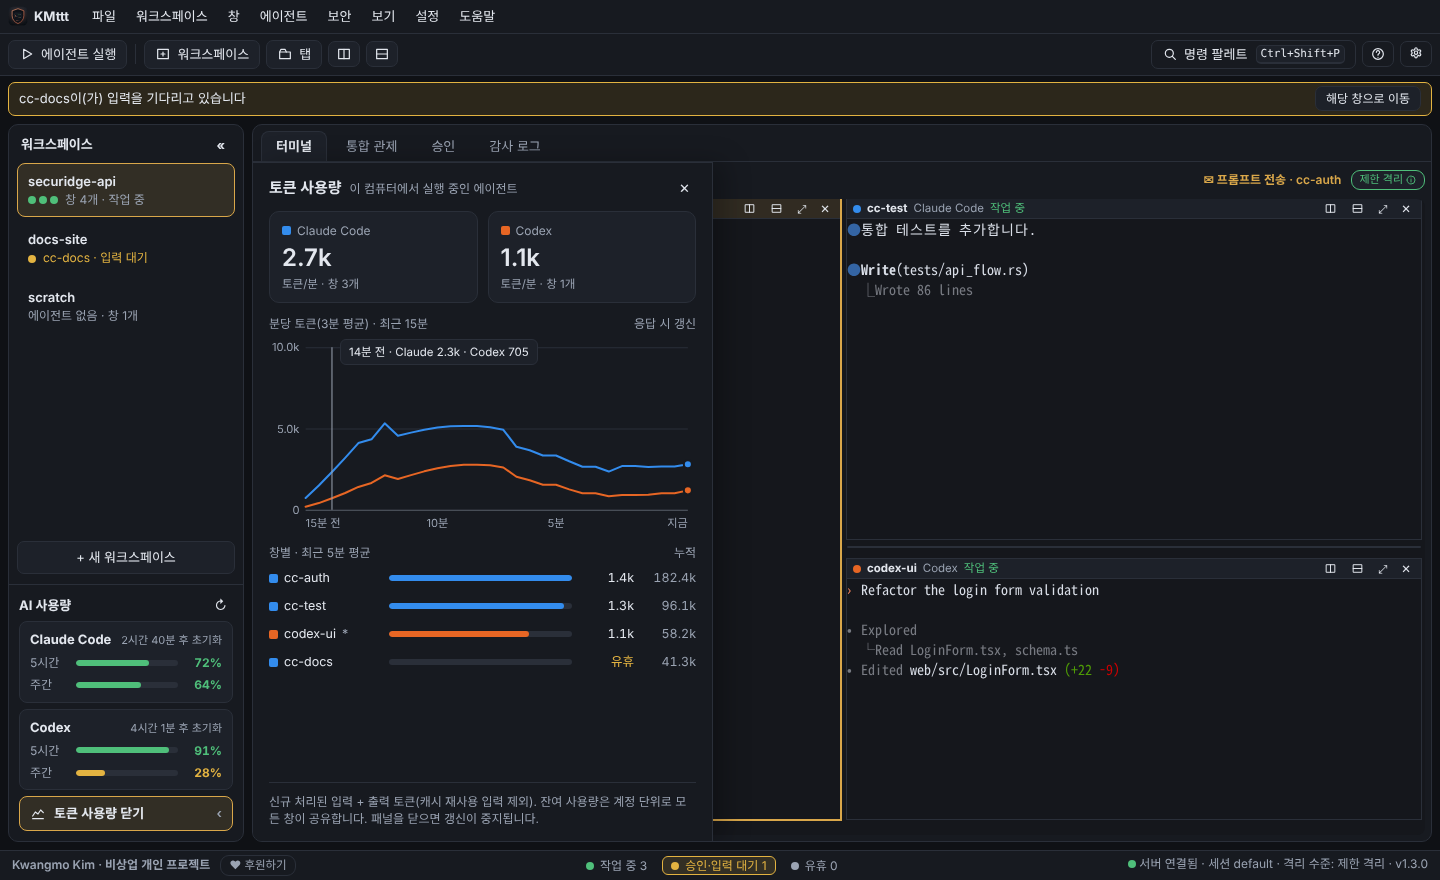 KMttt 파일 워크스페이스 창 에이전트 보안 보기 설정 도움말
에이전트 실행 워크스페이스 탭 명령 팔레트 Ctrl+Shift+P
cc-docs이(가) 입력을 기다리고 있습니다 해당 창으로 이동
워크스페이스 «
securidge-api
창 4개 · 작업 중
docs-site
cc-docs · 입력 대기
scratch
에이전트 없음 · 창 1개
+ 새 워크스페이스
AI 사용량
Claude Code 2시간 40분 후 초기화
5시간 72%
주간 64%
Codex 4시간 1분 후 초기화
5시간 91%
주간 28%
토큰 사용량 닫기 ‹
터미널 통합 관제 승인 감사 로그
토큰 사용량 이 컴퓨터에서 실행 중인 에이전트 ×
Claude Code
2.7k
토큰/분 · 창 3개
Codex
1.1k
토큰/분 · 창 1개
분당 토큰(3분 평균) · 최근 15분 응답 시 갱신
14분 전 · Claude 2.3k · Codex 705
10.0k
5.0k
0
15분 전 10분 5분 지금
창별 · 최근 5분 평균 누적
cc-auth 1.4k 182.4k
cc-test 1.3k 96.1k
codex-ui * 1.1k 58.2k
cc-docs 유휴 41.3k
신규 처리된 입력 + 출력 토큰(캐시 재사용 입력 제외). 잔여 사용량은 계정 단위로 모
든 창이 공유합니다. 패널을 닫으면 갱신이 중지됩니다.
✉ 프롬프트 전송 · cc-auth 제한 격리
cc-test Claude Code 작업 중
통합 테스트를 추가합니다.
Write(tests/api_flow.rs)
⎿Wrote 86 lines
codex-ui Codex 작업 중
› Refactor the login form validation
• Explored
└Read LoginForm.tsx, schema.ts
• Edited web/src/LoginForm.tsx (+22 -9)
Kwangmo Kim · 비상업 개인 프로젝트 ♥ 후원하기 작업 중 3 승인·입력 대기 1 유휴 0 서버 연결됨 · 세션 default · 격리 수준: 제한 격리 · v1.3.0